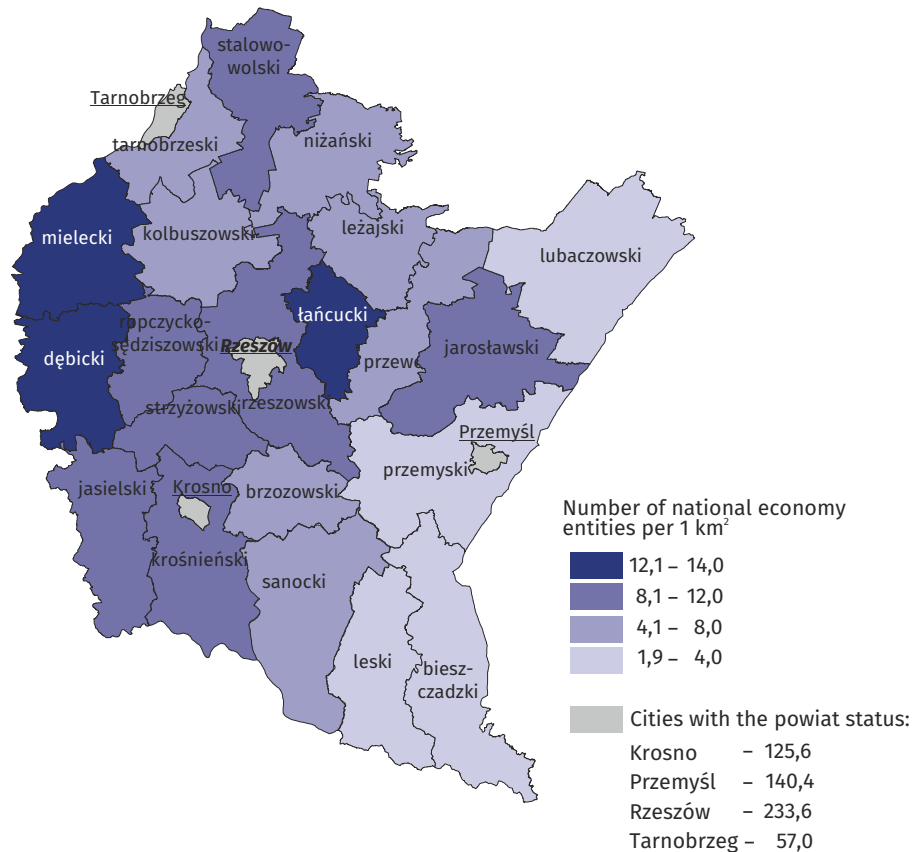 stalowo-
wolski
Tarnobrzeg
tarnobrzeski
niżański
mielecki
kolbuszowski
leżajski
lubaczowski
łańcucki
ropczycko-
sędziszowski
Rzeszów
dębicki
przewo
jarosławski
strzyżowski
rzeszowski
Przemyśl
przemyski
jasielski
Krosno
brzozowski
krośnieński
sanocki
leski
biesz-
czadzki
Number of national economy
entities per 1 km²
12,1 – 14,0
8,1 – 12,0
4,1 – 8,0
1,9 – 4,0
Cities with the powiat status:
Krosno – 125,6
Przemyśl – 140,4
Rzeszów – 233,6
Tarnobrzeg – 57,0